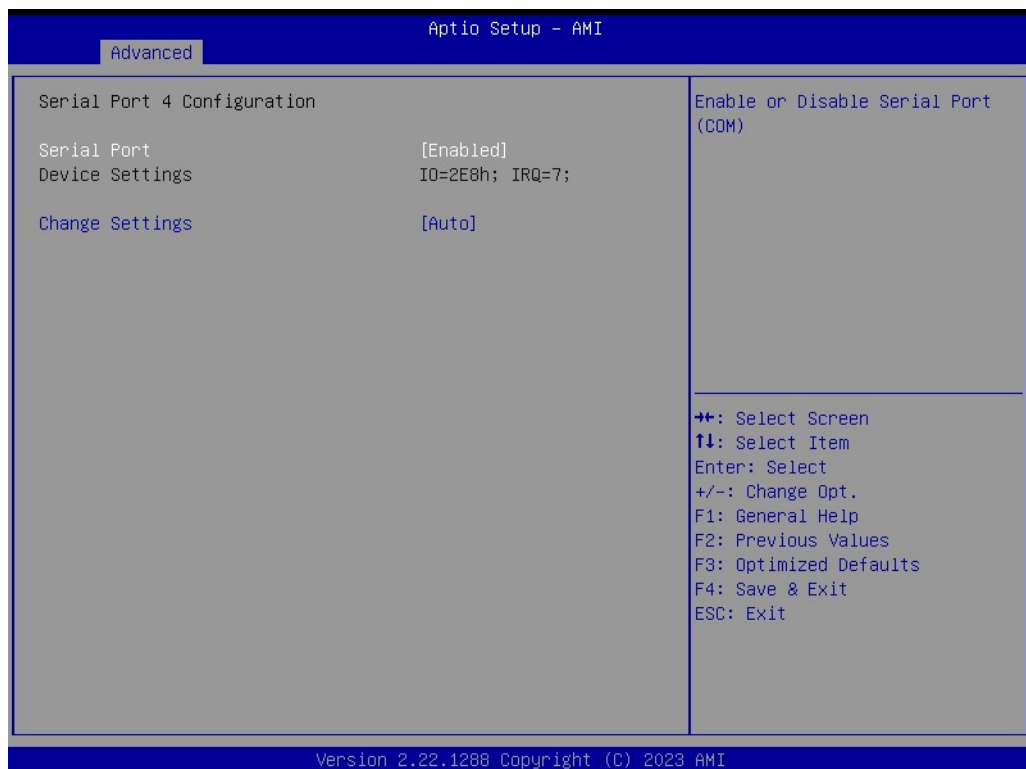 Aptio Setup - AMI
Advanced
Serial Port 4 Configuration
Serial Port [Enabled]
Device Settings IO=2E8h; IRQ=7;
Change Settings [Auto]
Enable or Disable Serial Port
(COM)
→←: Select Screen
↑↓: Select Item
Enter: Select
+/-: Change Opt.
F1: General Help
F2: Previous Values
F3: Optimized Defaults
F4: Save & Exit
ESC: Exit
Version 2.22.1288 Copyright (C) 2023 AMI